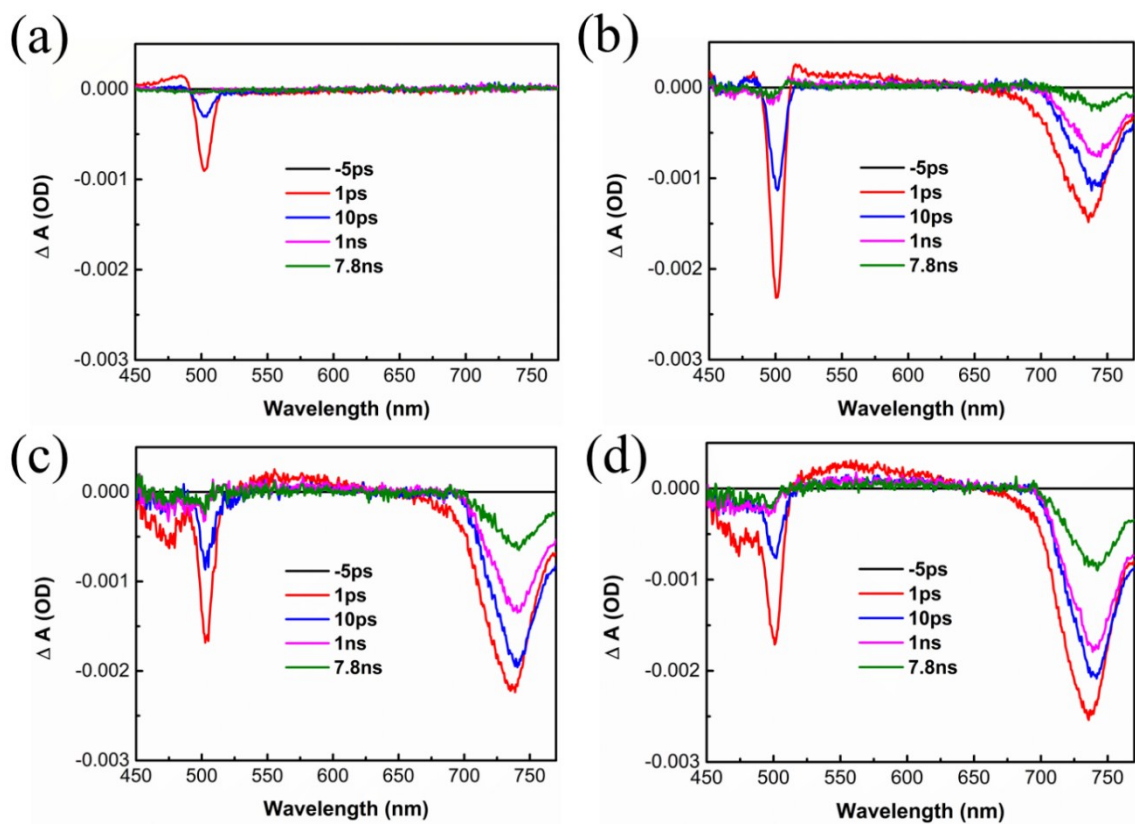 (a)
0.000
-0.001
-0.002
-0.003
Δ A (OD)
-5ps
1ps
10ps
1ns
7.8ns
450 500 550 600 650 700 750
Wavelength (nm)
(b)
0.000
-0.001
-0.002
-0.003
Δ A (OD)
-5ps
1ps
10ps
1ns
7.8ns
450 500 550 600 650 700 750
Wavelength (nm)
(c)
0.000
-0.001
-0.002
-0.003
Δ A (OD)
-5ps
1ps
10ps
1ns
7.8ns
450 500 550 600 650 700 750
Wavelength (nm)
(d)
0.000
-0.001
-0.002
-0.003
Δ A (OD)
-5ps
1ps
10ps
1ns
7.8ns
450 500 550 600 650 700 750
Wavelength (nm)